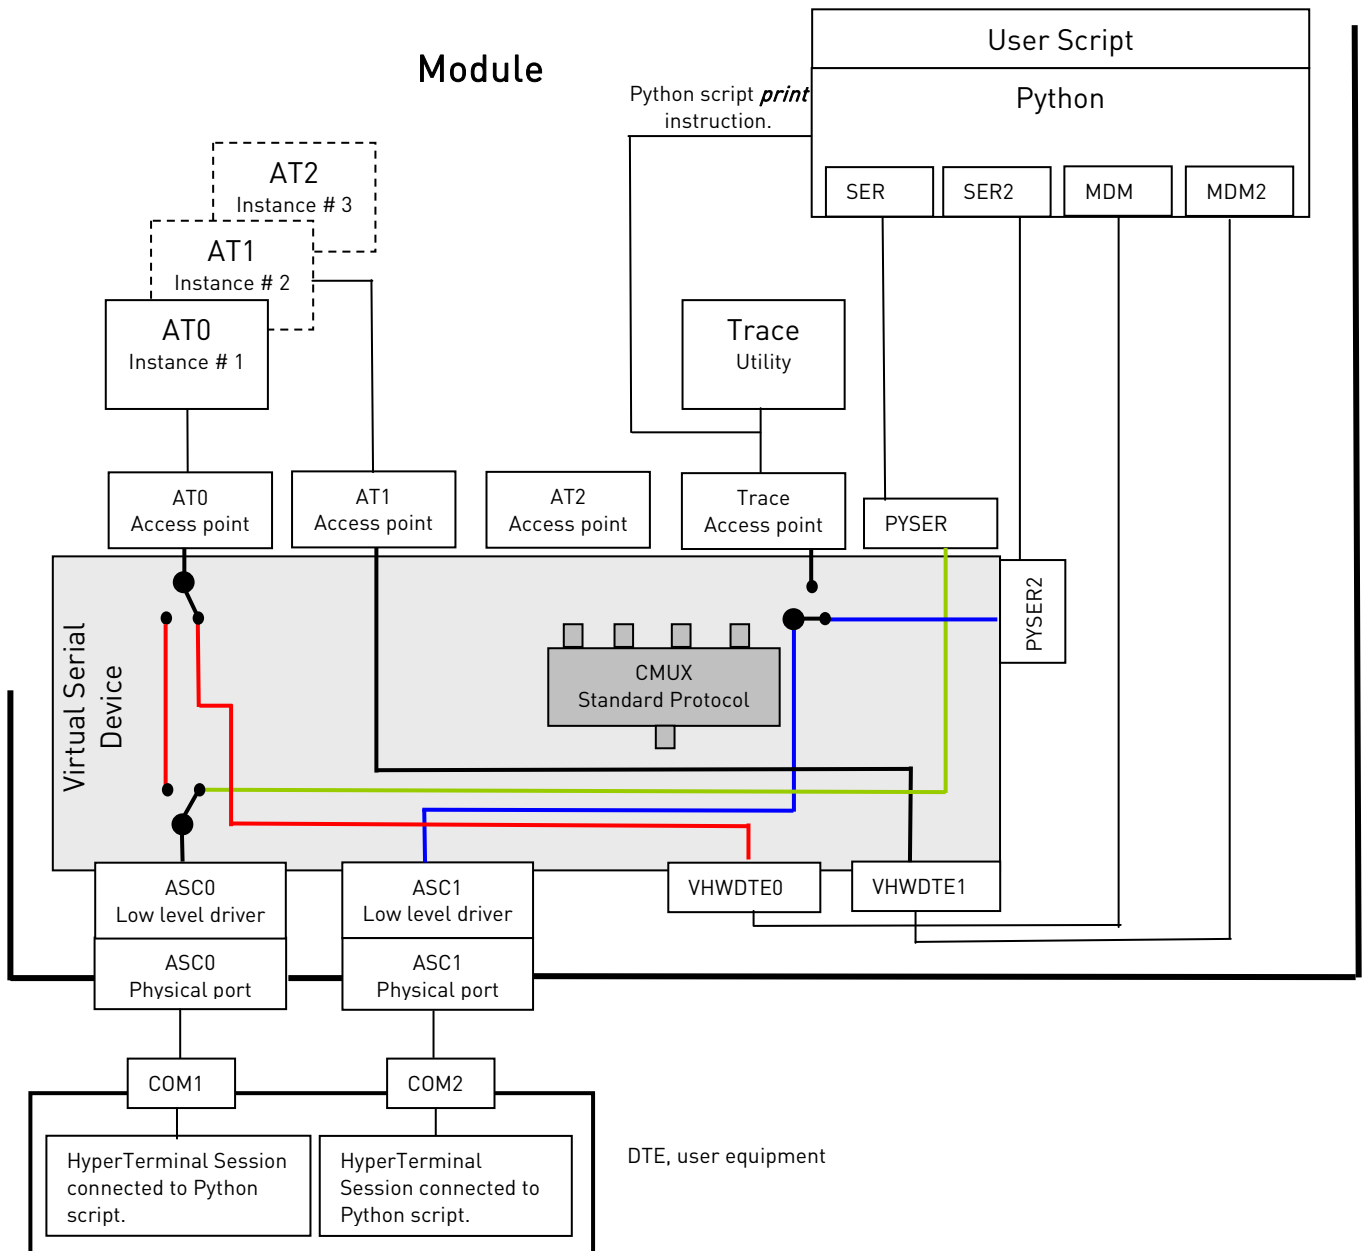 User Script
Module
Python script print
instruction.
Python
AT2
Instance # 3
SER
SER2
MDM
MDM2
AT1
Instance # 2
AT0
Instance # 1
Trace
Utility
AT0
Access point
AT1
Access point
AT2
Access point
Trace
Access point
PYSER
PYSER2
Virtual Serial
Device
CMUX
Standard Protocol
ASC0
Low level driver
ASC1
Low level driver
VHWDTE0
VHWDTE1
ASC0
Physical port
ASC1
Physical port
COM1
COM2
HyperTerminal Session
connected to Python
script.
HyperTerminal
Session connected to
Python script.
DTE, user equipment